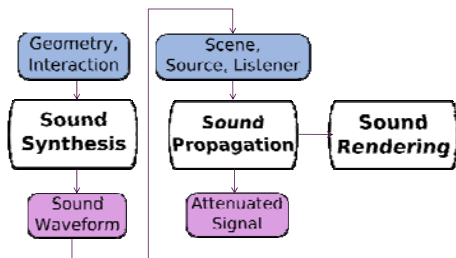 Geometry,
Interaction
Sound
Synthesis
Sound
Waveform
Scene,
Source, Listener
Sound
Propagation
Attenuated
Signal
Sound
Rendering